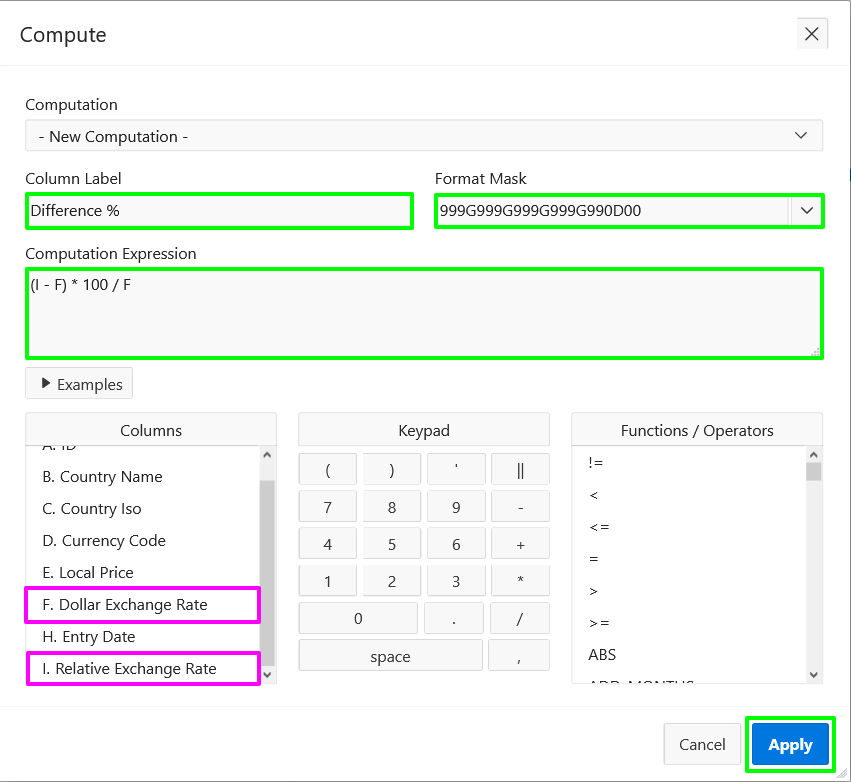 Compute
Computation
- New Computation -
Column Label
Format Mask
Difference %
999G999G999G999G990D00
Computation Expression
(I - F) * 100 / F
Examples
Columns
A. ID
B. Country Name
C. Country Iso
D. Currency Code
E. Local Price
F. Dollar Exchange Rate
H. Entry Date
I. Relative Exchange Rate
Keypad
( ) ' ||
7 8 9 -
4 5 6 +
1 2 3 *
0 . /
space ,
Functions / Operators
!=
<
<=
=
>
>=
ABS
ADD_MONTHS
Cancel
Apply